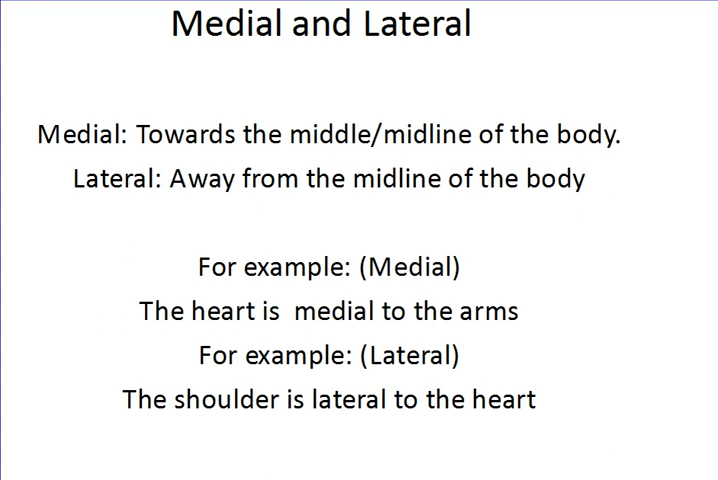 Medial and Lateral
Medial: Towards the middle/midline of the body.
Lateral: Away from the midline of the body
For example: (Medial)
The heart is  medial to the arms
For example: (Lateral)
The shoulder is lateral to the heart